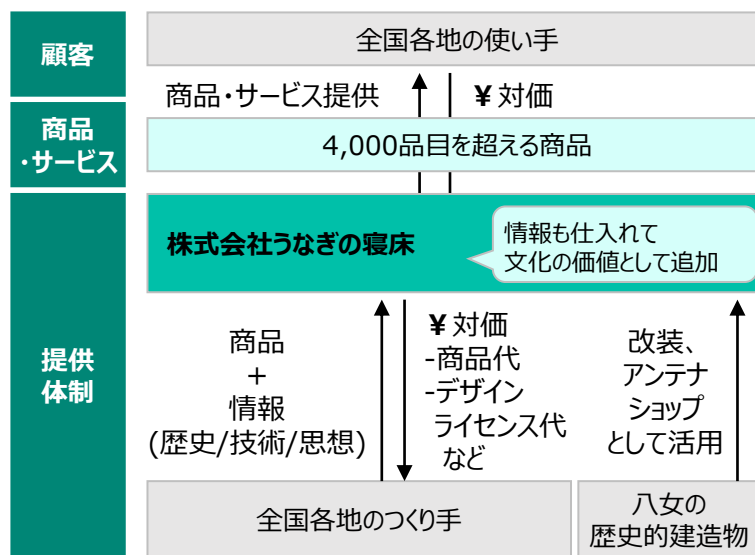 顧客
全国各地の使い手
商品・サービス提供
¥ 対価
商品
・サービス
4,000品目を超える商品
提供
体制
株式会社うなぎの寝床
情報も仕入れて
文化の価値として追加
商品
+
情報
(歴史/技術/思想)
¥ 対価
-商品代
-デザイン
ライセンス代
など
改装、
アンテナ
ショップ
として活用
全国各地のつくり手
八女の
歴史的建造物